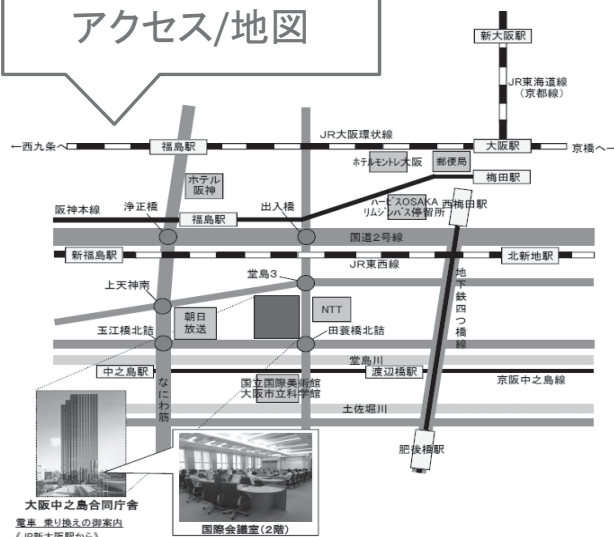 アクセス/地図
新大阪駅
JR東海道線
(京都線)
JR大阪環状線
←西九条へ
福島駅
大阪駅
京橋へ→
ホテルモントレ大阪
郵便局
梅田駅
ホテル
阪神
ハービスOSAKA
リムジンバス停留所
西梅田駅
阪神本線
浄正橋
福島駅
出入橋
国道2号線
新福島駅
JR東西線
北新地駅
堂島3
上天神南
地下鉄四つ橋線
朝日
放送
NTT
玉江橋北詰
田蓑橋北詰
堂島川
中之島駅
なにわ筋
渡辺橋駅
京阪中之島線
国立国際美術館
大阪市立科学館
土佐堀川
肥後橋駅
大阪中之島合同庁舎
国際会議室(2階)
電車 乗り換えの御案内
《JR新大阪駅から》